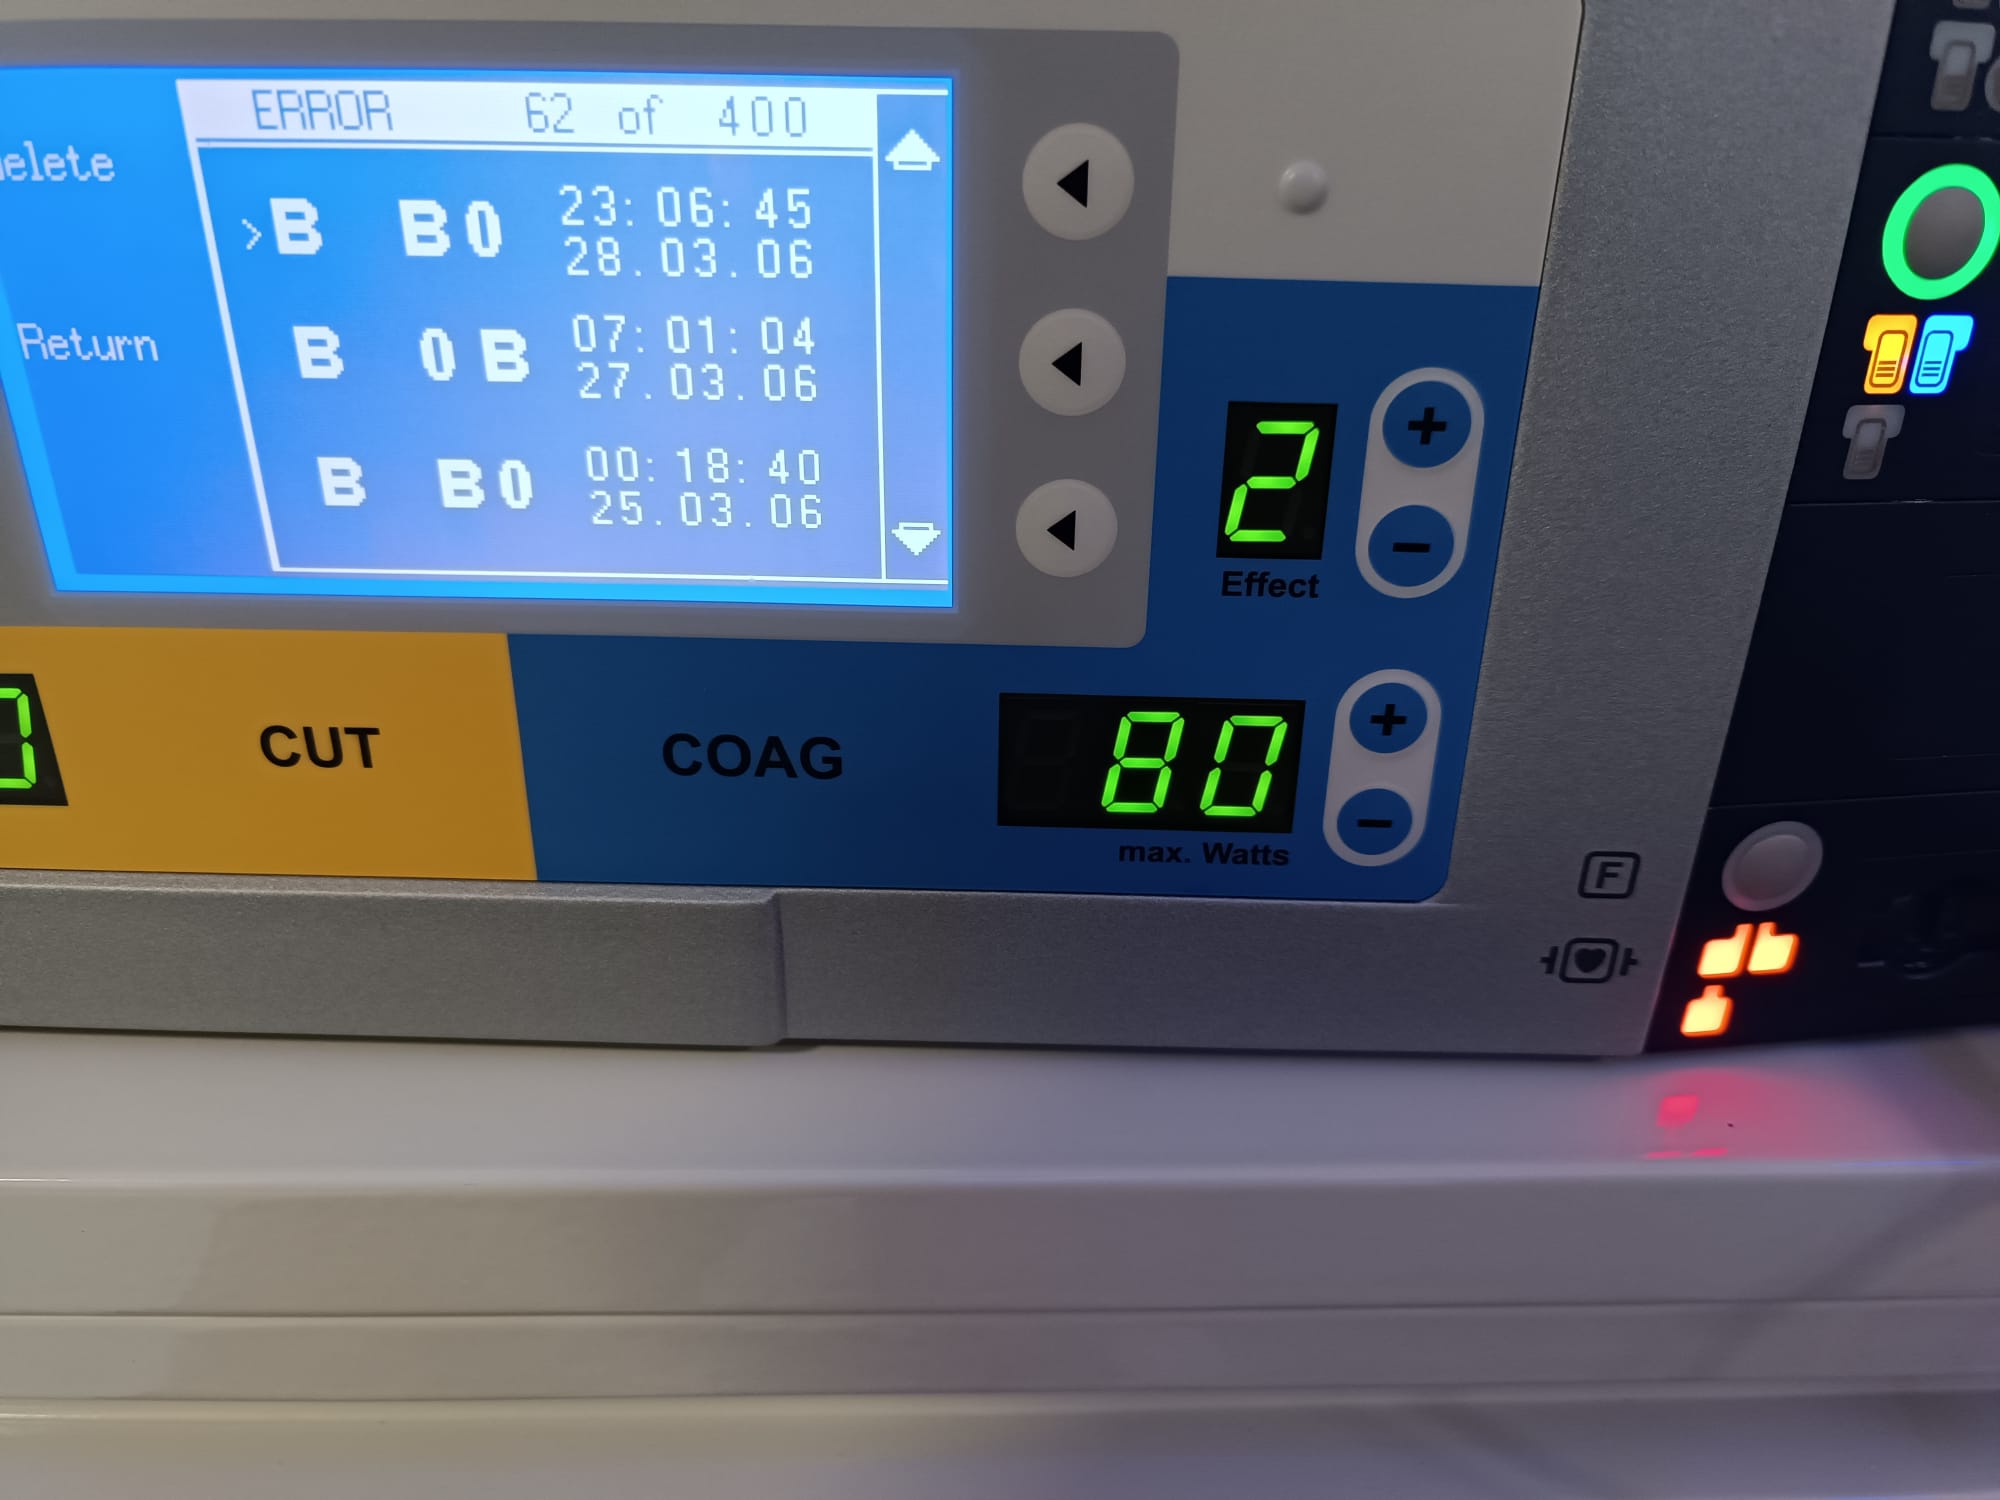 ERROR 62 of 400
elete
>B B0 23:06:45
28.03.06
Return
B 0B 07:01:04
27.03.06
B B0 00:18:40
25.03.06
2
+
-
Effect
CUT
COAG
80
+
-
max. Watts
F